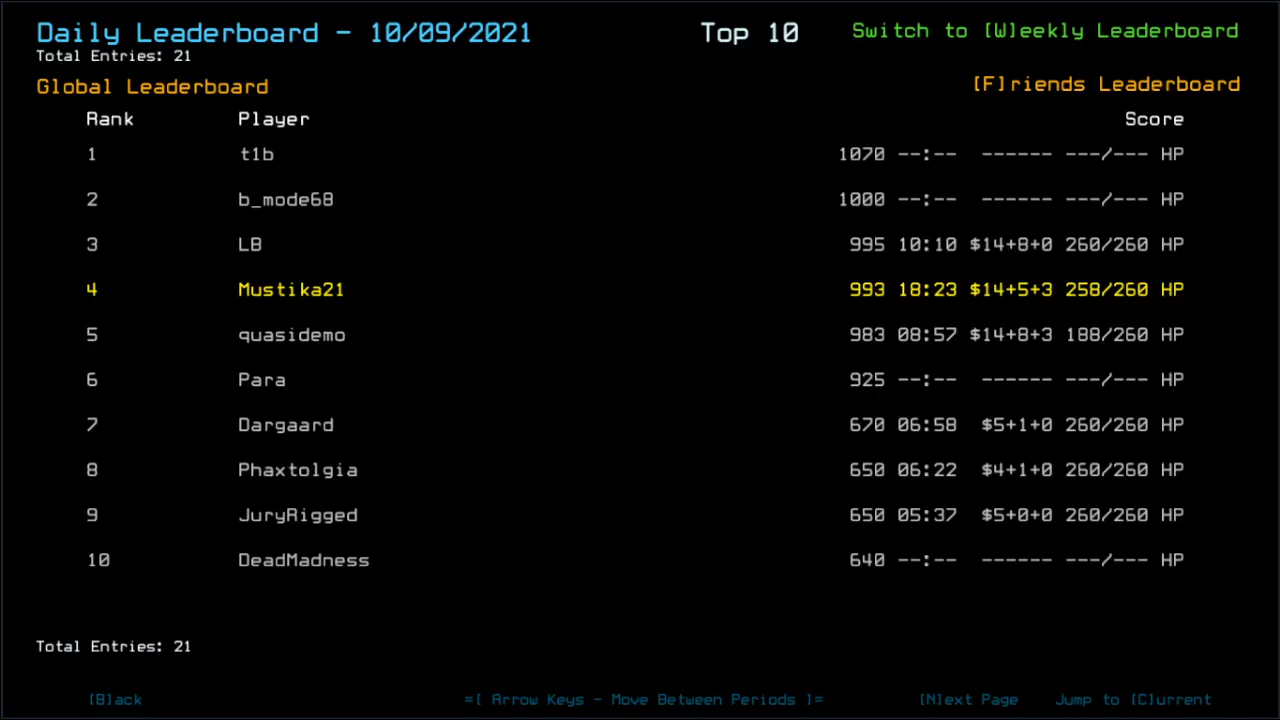 Daily Leaderboard - 10/09/2021 Top 10 Switch to [W]eekly Leaderboard
Total Entries: 21
Global Leaderboard [F]riends Leaderboard
Rank Player Score
1 t1b 1070 --:-- ------ ---/--- HP
2 b_mode68 1000 --:-- ------ ---/--- HP
3 LB 995 10:10 $14+8+0 260/260 HP
4 Mustika21 993 18:23 $14+5+3 258/260 HP
5 quasidemo 983 08:57 $14+8+3 188/260 HP
6 Para 925 --:-- ------ ---/--- HP
7 Dargaard 670 06:58 $5+1+0 260/260 HP
8 Phaxtolgia 650 06:22 $4+1+0 260/260 HP
9 JuryRigged 650 05:37 $5+0+0 260/260 HP
10 DeadMadness 640 --:-- ------ ---/--- HP
Total Entries: 21
[B]ack =[ Arrow Keys - Move Between Periods ]= [N]ext Page Jump to [C]urrent